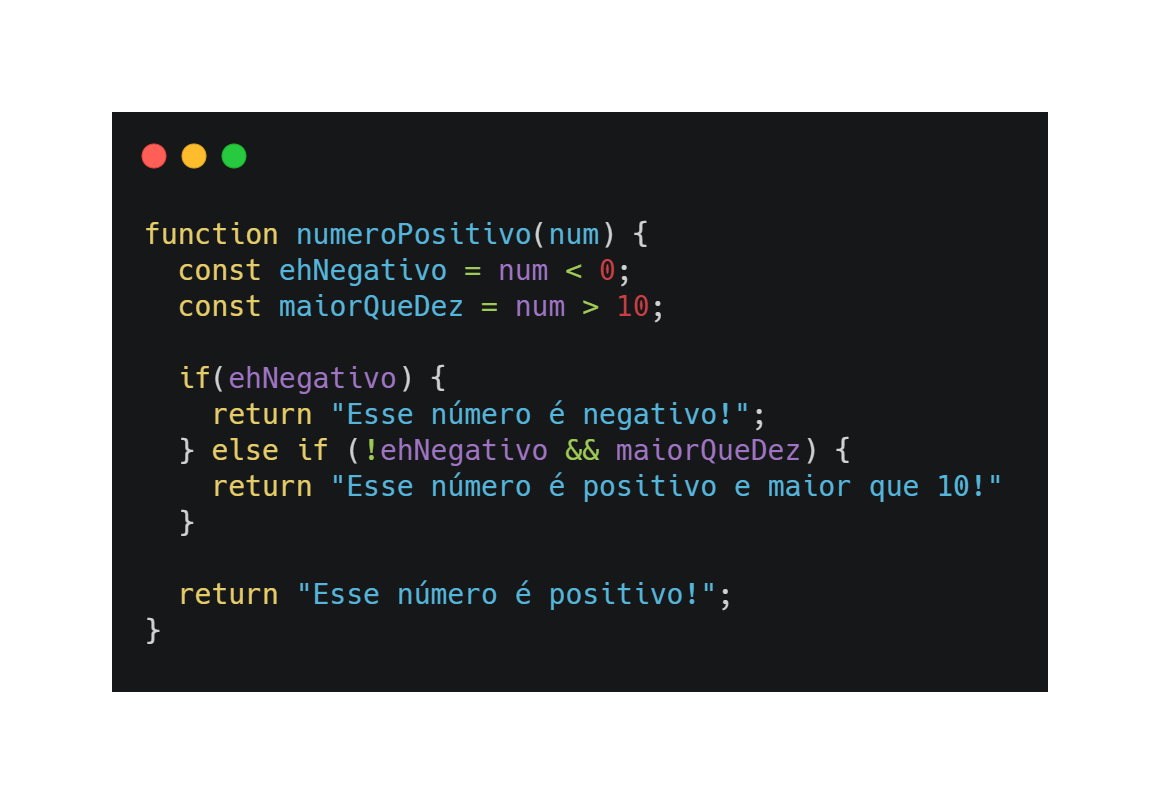 function numeroPositivo(num) {
  const ehNegativo = num < 0;
  const maiorQueDez = num > 10;

  if(ehNegativo) {
    return "Esse número é negativo!";
  } else if (!ehNegativo && maiorQueDez) {
    return "Esse número é positivo e maior que 10!"
  }

  return "Esse número é positivo!";
}